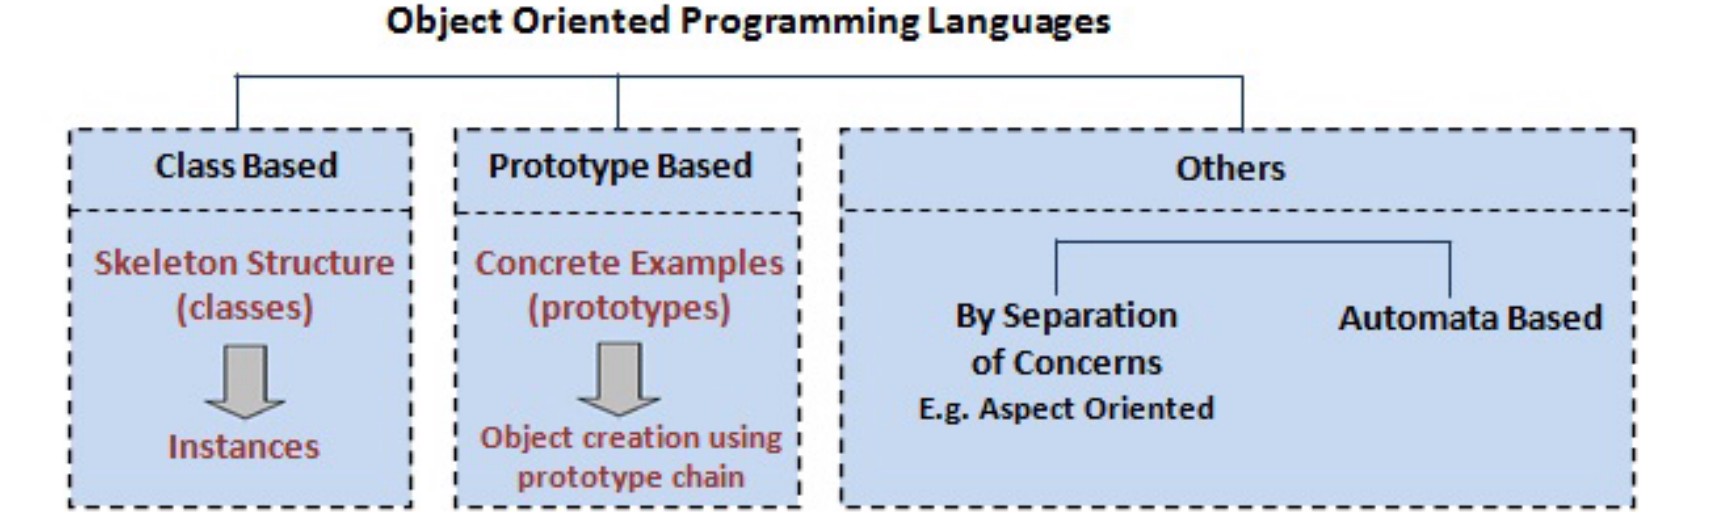 Object Oriented Programming Languages
Class Based
Skeleton Structure
(classes)
Instances
Prototype Based
Concrete Examples
(prototypes)
Object creation using
prototype chain
Others
By Separation
of Concerns
E.g. Aspect Oriented
Automata Based